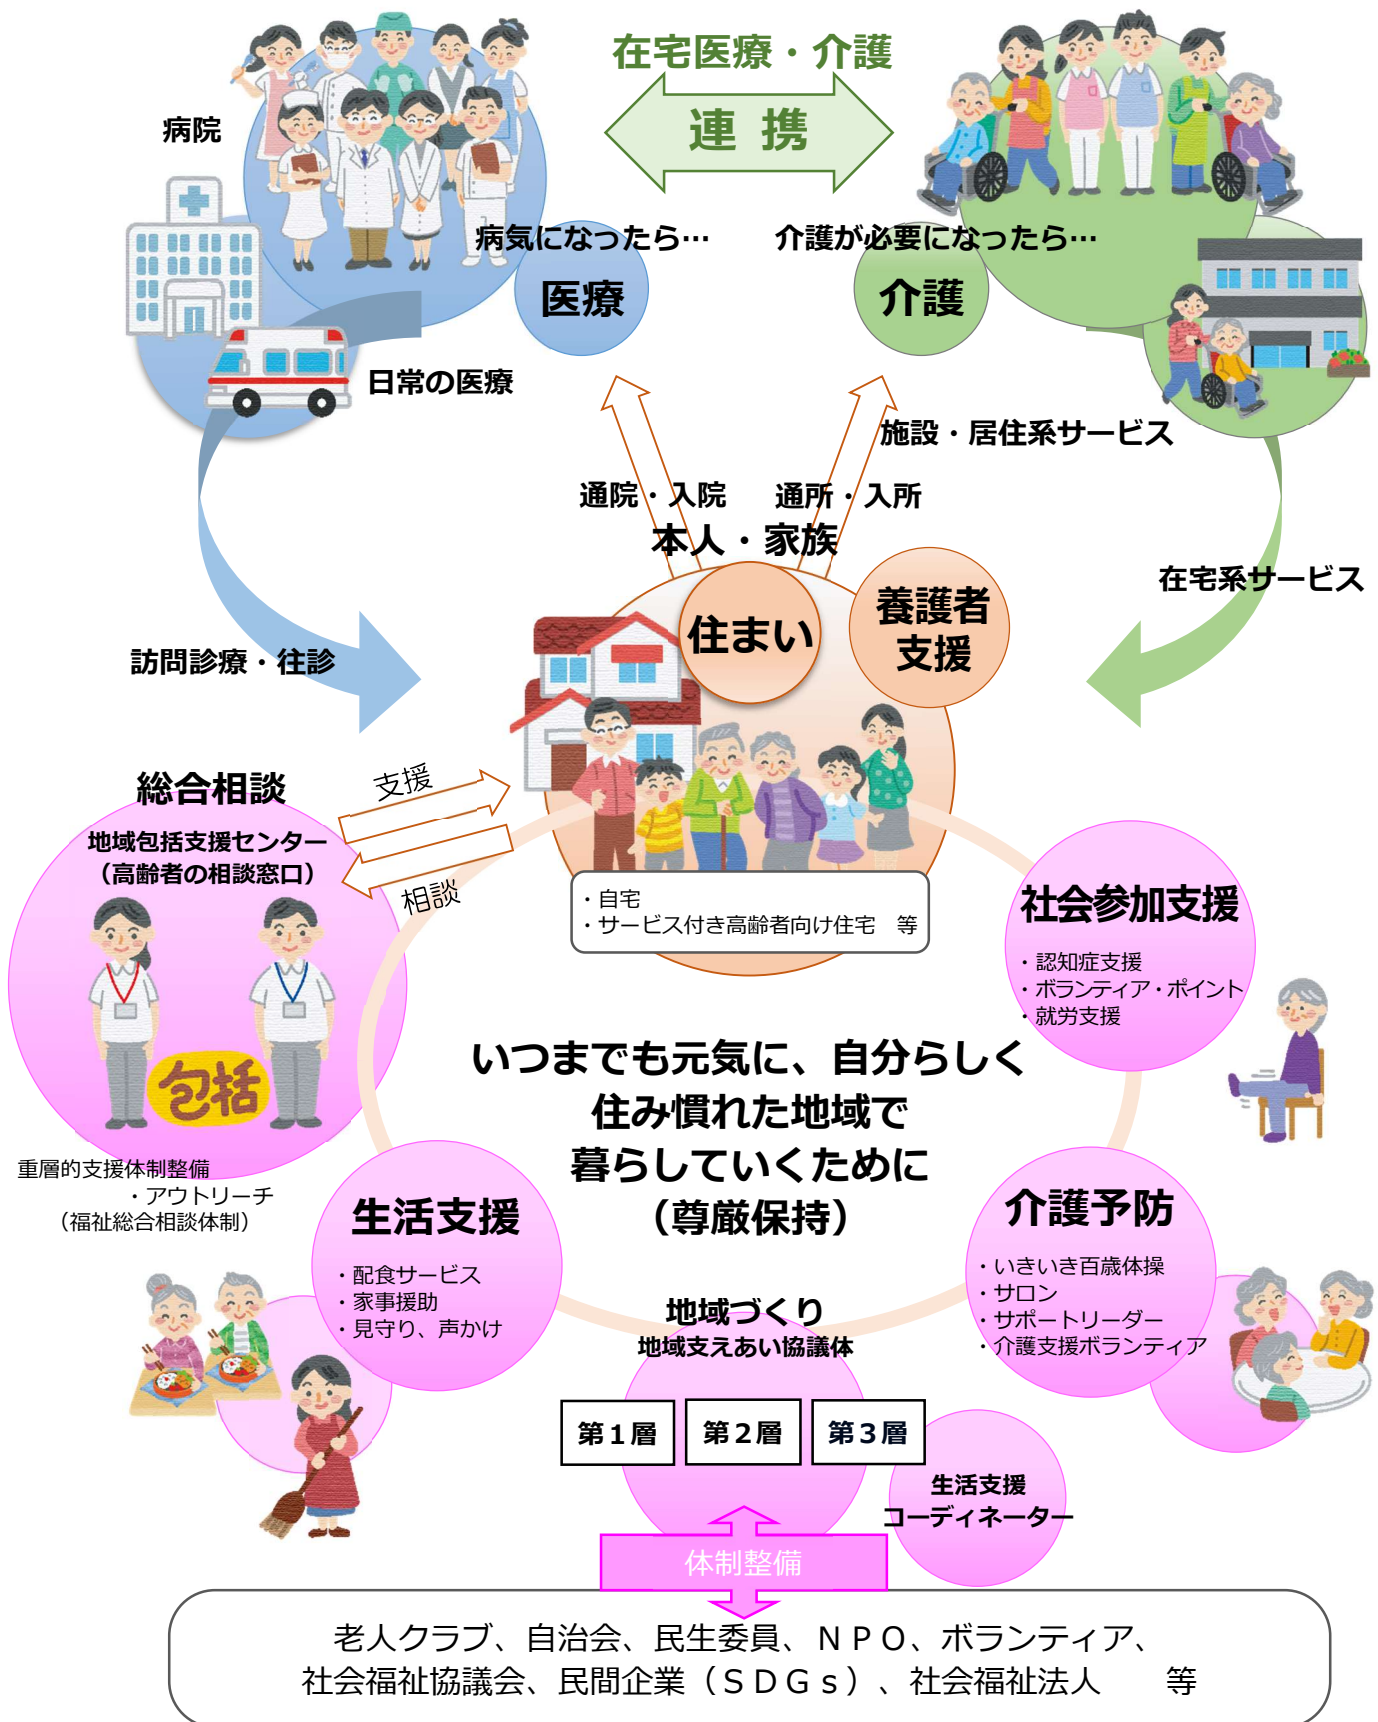 在宅医療・介護
連携
病院
病気になったら…
医療
介護が必要になったら…
介護
日常の医療
施設・居住系サービス
通院・入院
通所・入所
本人・家族
住まい
養護者
支援
在宅系サービス
訪問診療・往診
総合相談
地域包括支援センター
（高齢者の相談窓口）
支援
相談
・自宅
・サービス付き高齢者向け住宅　等
社会参加支援
・認知症支援
・ボランティア・ポイント
・就労支援
包括
いつまでも元気に、自分らしく
住み慣れた地域で
暮らしていくために
（尊厳保持）
重層的支援体制整備
・アウトリーチ
（福祉総合相談体制）
生活支援
・配食サービス
・家事援助
・見守り、声かけ
介護予防
・いきいき百歳体操
・サロン
・サポートリーダー
・介護支援ボランティア
地域づくり
地域支えあい協議体
第１層
第２層
第３層
生活支援
コーディネーター
体制整備
老人クラブ、自治会、民生委員、ＮＰＯ、ボランティア、
社会福祉協議会、民間企業（ＳＤＧｓ）、社会福祉法人　　等